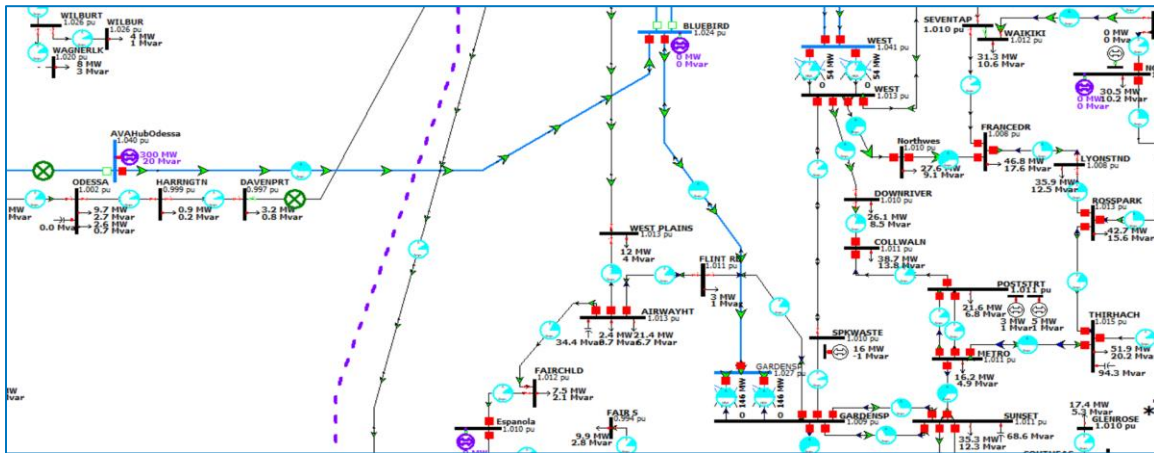 WILBURT
1.026 pu
WILBUR
1.026 pu
4 MW
1 Mvar
WAGNERLK
1.020 pu
8 MW
3 Mvar
AVAHubOdessa
1.040 pu
300 MW
20 Mvar
ODESSA
1.002 pu
HARRNGTN
0.999 pu
DAVENPRT
0.997 pu
MW
Mvar
9.7 MW
2.7 Mvar
2.6 MW
0.7 Mvar
0.0 Mvar
0.9 MW
0.2 Mvar
3.2 MW
0.8 Mvar
MW
Mvar
BLUEBIRD
1.024 pu
0 MW
0 Mvar
WEST
1.041 pu
54 MW
54 MW
0
0
WEST
1.013 pu
SEVENTAP
1.010 pu
WAIKIKI
1.012 pu
31.3 MW
10.6 Mvar
0 MW
0 Mvar
30.5 MW
10.2 Mvar
0 MW
0 Mvar
Northwes
1.010 pu
27.6 MW
9.1 Mvar
FRANCEDR
1.008 pu
46.8 MW
17.6 Mvar
LYONSTND
1.008 pu
35.9 MW
12.5 Mvar
ROSSPARK
1.013 pu
42.7 MW
15.6 Mvar
DOWNRIVER
1.010 pu
26.1 MW
8.5 Mvar
COLLWALN
1.011 pu
38.7 MW
13.8 Mvar
WEST PLAINS
1.013 pu
12 MW
4 Mvar
FLINT RD
1.011 pu
3 MW
1 Mvar
AIRWAYHT
1.013 pu
2.4 MW
21.4 MW
34.4 Mvar
6.7 Mvar
POSTSTRT
1.011 pu
21.6 MW
6.8 Mvar
3 MW
1 Mvar
5 MW
1 Mvar
THIRHACH
1.015 pu
51.9 MW
20.2 Mvar
94.3 Mvar
METRO
1.011 pu
16.2 MW
4.9 Mvar
SPKWASTE
1.010 pu
16 MW
-1 Mvar
FAIRCHLD
1.012 pu
7.5 MW
2.1 Mvar
GARDENSP
1.027 pu
146 MW
146 MW
0
0
GARDENSP
1.009 pu
SUNSET
1.011 pu
35.3 MW
12.3 Mvar
68.6 Mvar
17.4 MW
5.3 Mvar
GLENROSE
1.010 pu
Espanola
1.010 pu
FAIR S
0.994 pu
9.9 MW
2.8 Mvar